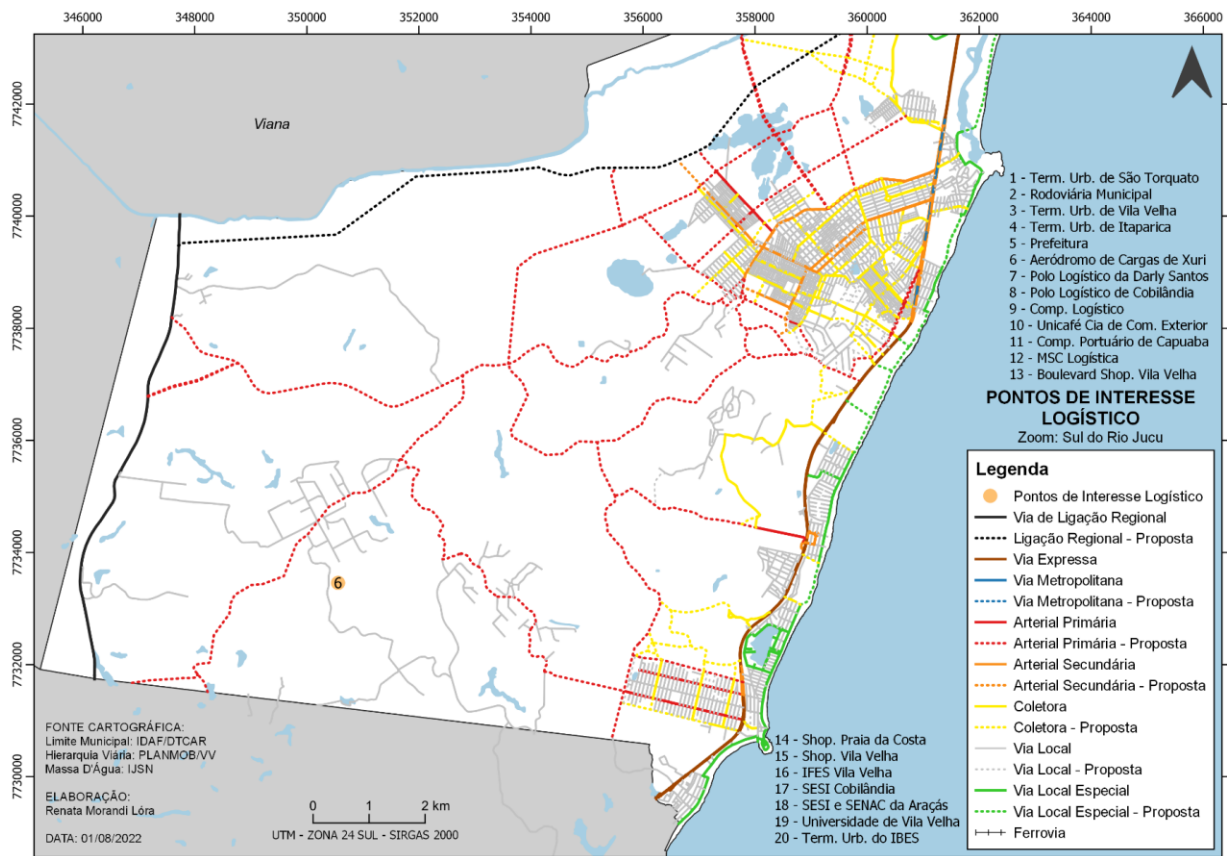 346000 348000 350000 352000 354000 356000 358000 360000 362000 364000 366000
7742000
7740000
7738000
7736000
7734000
7732000
7730000
Viana
6
1 - Term. Urb. de São Torquato
2 - Rodoviária Municipal
3 - Term. Urb. de Vila Velha
4 - Term. Urb. de Itaparica
5 - Prefeitura
6 - Aeródromo de Cargas de Xuri
7 - Polo Logístico da Darly Santos
8 - Polo Logístico de Cobilândia
9 - Comp. Logístico
10 - Unicafé Cia de Com. Exterior
11 - Comp. Portuário de Capuaba
12 - MSC Logística
13 - Boulevard Shop. Vila Velha
PONTOS DE INTERESSE
LOGÍSTICO
Zoom: Sul do Rio Jucu
Legenda
Pontos de Interesse Logístico
Via de Ligação Regional
Ligação Regional - Proposta
Via Expressa
Via Metropolitana
Via Metropolitana - Proposta
Arterial Primária
Arterial Primária - Proposta
Arterial Secundária
Arterial Secundária - Proposta
Coletora
Coletora - Proposta
Via Local
Via Local - Proposta
Via Local Especial
Via Local Especial - Proposta
Ferrovia
14 - Shop. Praia da Costa
15 - Shop. Vila Velha
16 - IFES Vila Velha
17 - SESI Cobilândia
18 - SESI e SENAC da Araçás
19 - Universidade de Vila Velha
20 - Term. Urb. do IBES
FONTE CARTOGRÁFICA:
Limite Municipal: IDAF/DTCAR
Hierarquia Viária: PLANMOB/VV
Massa D'Água: IJSN
ELABORAÇÃO:
Renata Morandi Lóra
DATA: 01/08/2022
0 1 2 km
UTM - ZONA 24 SUL - SIRGAS 2000